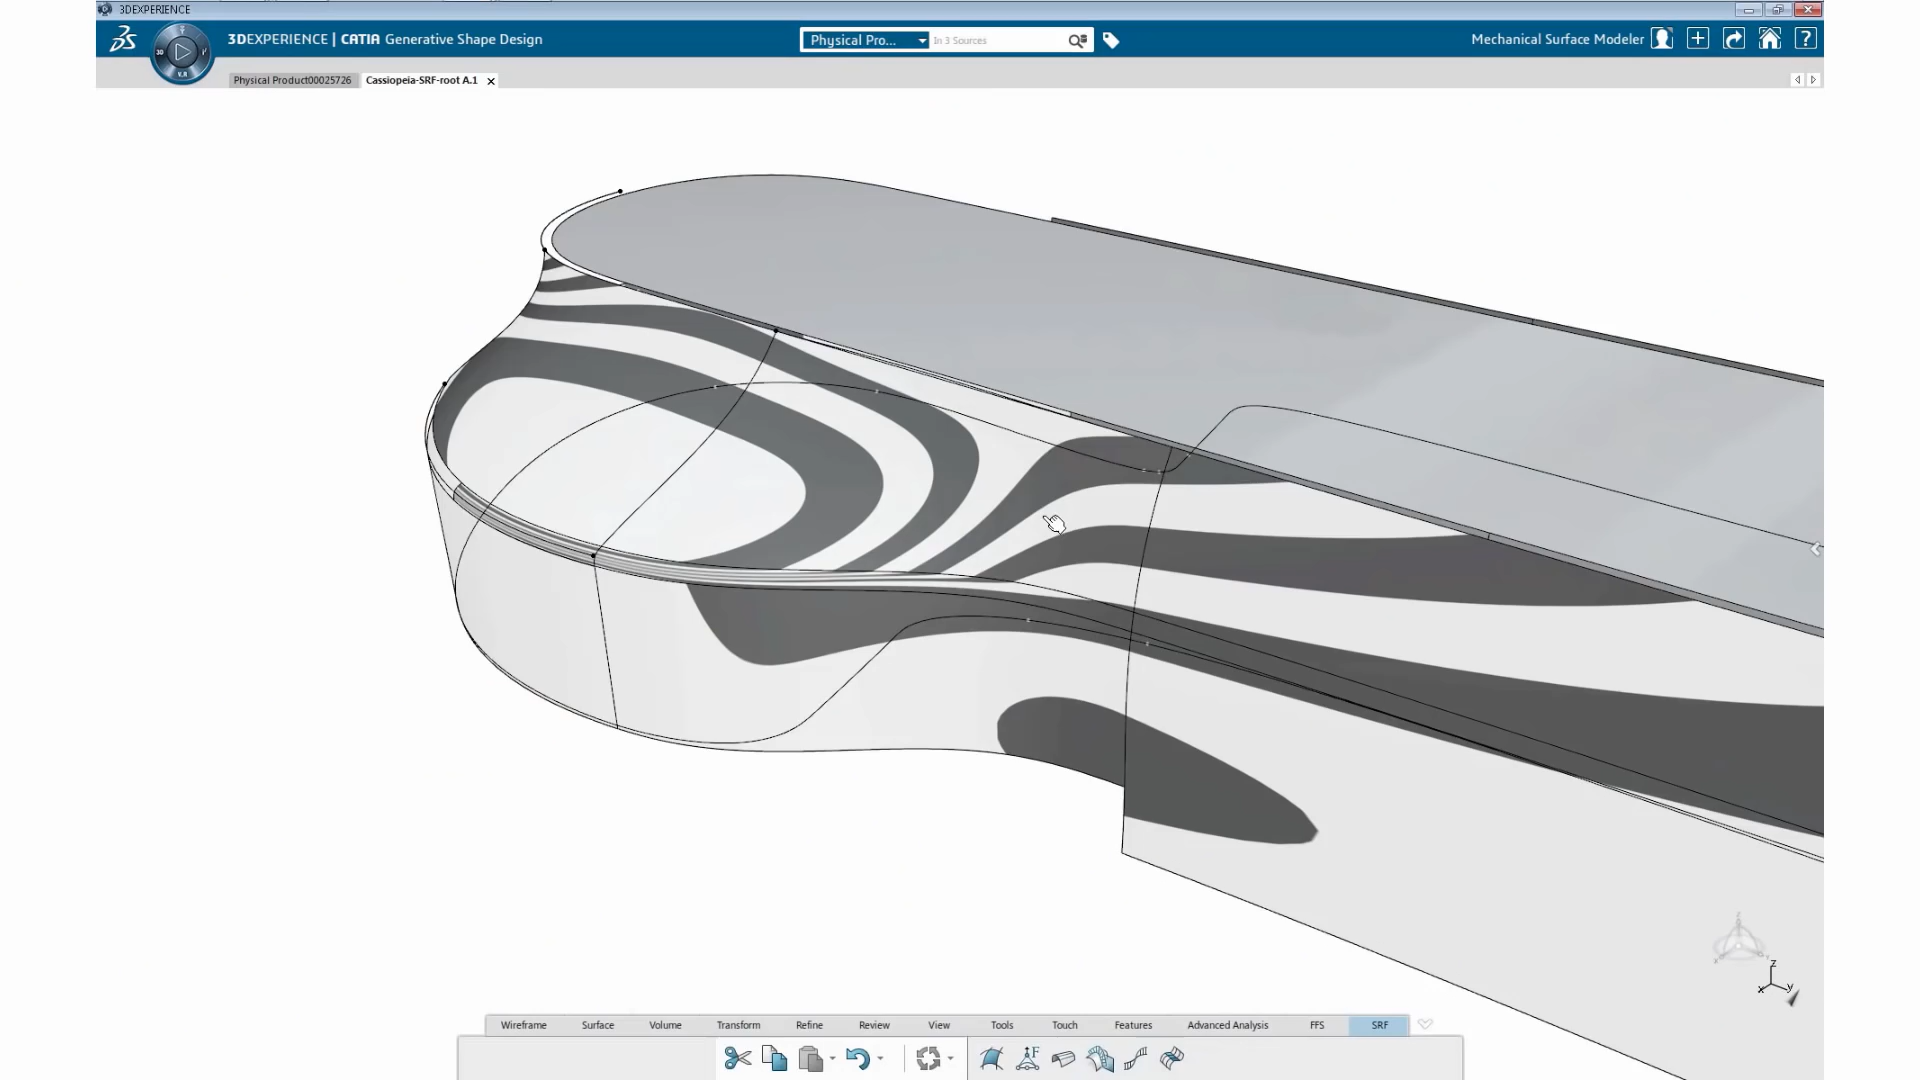 3DEXPERIENCE
3DEXPERIENCE | CATIA Generative Shape Design
Physical Pro...
In 3 Sources
Mechanical Surface Modeler
3D
V.R
Physical Product00025726
Cassiopeia-SRF-root A.1
z
x
y
Wireframe
Surface
Volume
Transform
Refine
Review
View
Tools
Touch
Features
Advanced Analysis
FFS
SRF
F